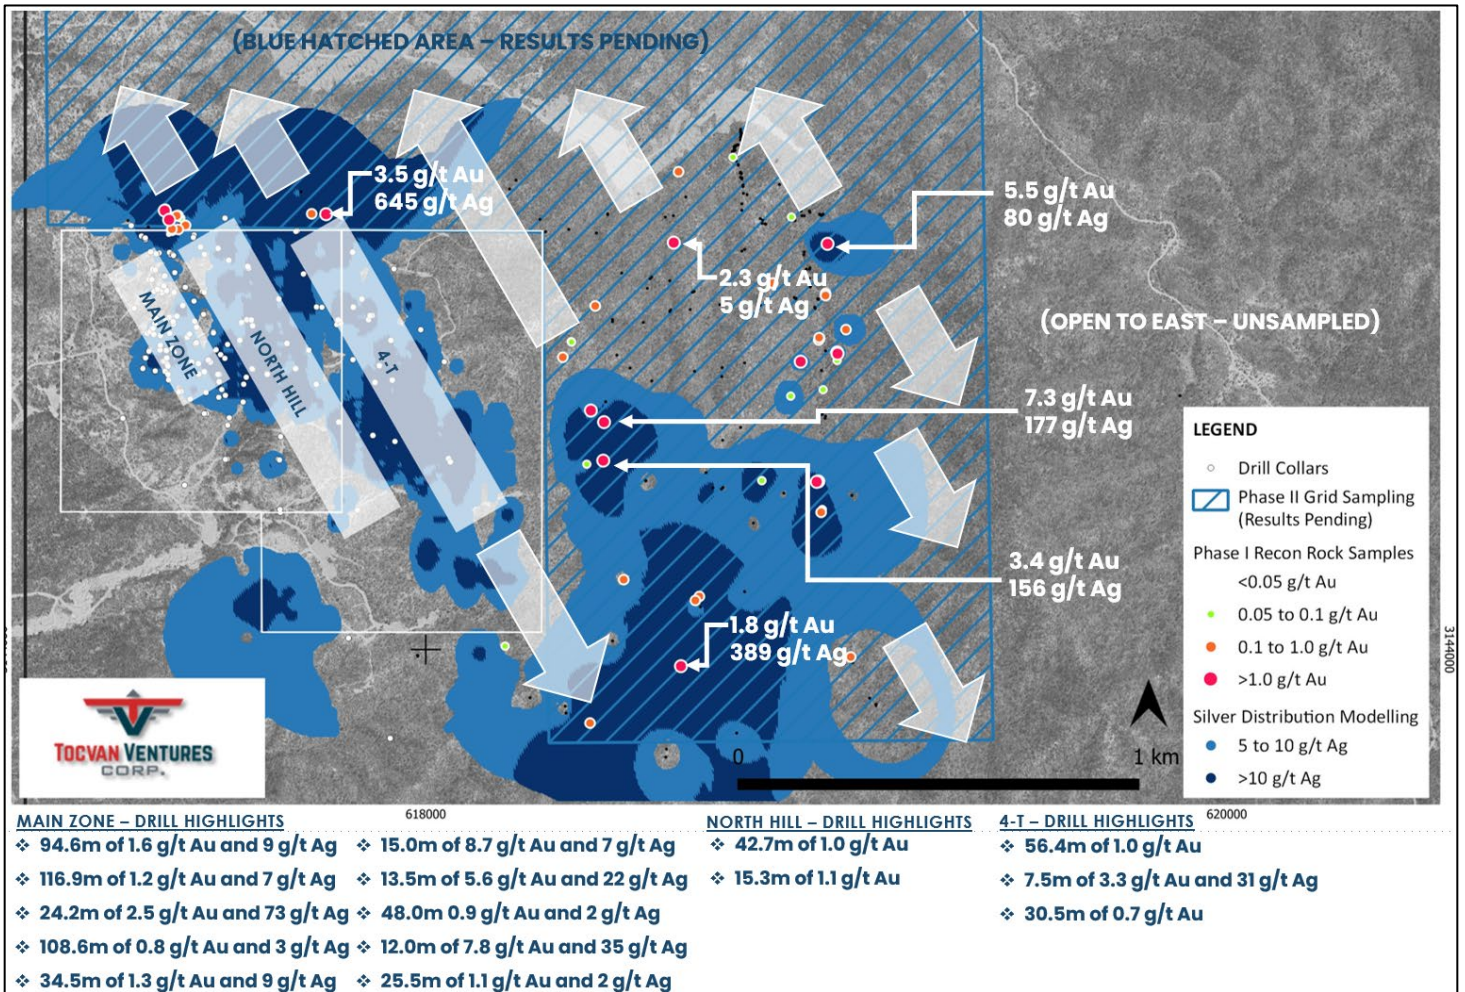 (BLUE HATCHED AREA – RESULTS PENDING)
3.5 g/t Au
645 g/t Ag
5.5 g/t Au
80 g/t Ag
2.3 g/t Au
5 g/t Ag
(OPEN TO EAST – UNSAMPLED)
MAIN ZONE
NORTH HILL
4-T
7.3 g/t Au
177 g/t Ag
3.4 g/t Au
156 g/t Ag
1.8 g/t Au
389 g/t Ag
LEGEND
Drill Collars
Phase II Grid Sampling
(Results Pending)
Phase I Recon Rock Samples
<0.05 g/t Au
0.05 to 0.1 g/t Au
0.1 to 1.0 g/t Au
>1.0 g/t Au
Silver Distribution Modelling
5 to 10 g/t Ag
>10 g/t Ag
3144000
TOCVAN VENTURES
CORP.
0
1 km
618000
620000
MAIN ZONE – DRILL HIGHLIGHTS
❖ 94.6m of 1.6 g/t Au and 9 g/t Ag
❖ 116.9m of 1.2 g/t Au and 7 g/t Ag
❖ 24.2m of 2.5 g/t Au and 73 g/t Ag
❖ 108.6m of 0.8 g/t Au and 3 g/t Ag
❖ 34.5m of 1.3 g/t Au and 9 g/t Ag
❖ 15.0m of 8.7 g/t Au and 7 g/t Ag
❖ 13.5m of 5.6 g/t Au and 22 g/t Ag
❖ 48.0m 0.9 g/t Au and 2 g/t Ag
❖ 12.0m of 7.8 g/t Au and 35 g/t Ag
❖ 25.5m of 1.1 g/t Au and 2 g/t Ag
NORTH HILL – DRILL HIGHLIGHTS
❖ 42.7m of 1.0 g/t Au
❖ 15.3m of 1.1 g/t Au
4-T – DRILL HIGHLIGHTS
❖ 56.4m of 1.0 g/t Au
❖ 7.5m of 3.3 g/t Au and 31 g/t Ag
❖ 30.5m of 0.7 g/t Au